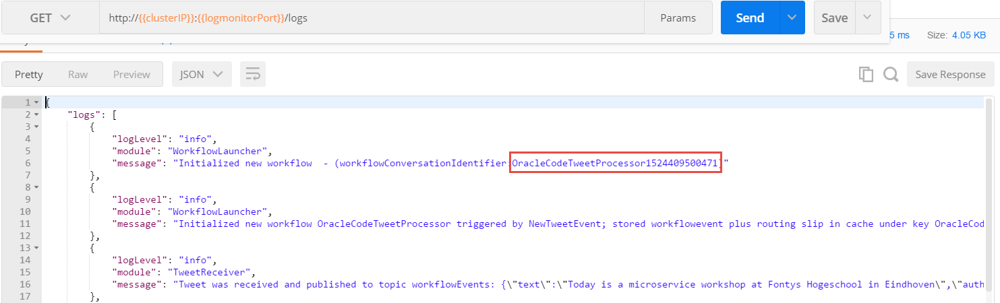 GET http://{{clusterIP}}:{{logmonitorPort}}/logs Params Send Save
5 ms Size: 4.05 KB
Pretty Raw Preview JSON Save Response
1 {
2 "logs": [
3 {
4 "logLevel": "info",
5 "module": "WorkflowLauncher",
6 "message": "Initialized new workflow  - (workflowConversationIdentifier:OracleCodeTweetProcessor1524409500471)"
7 },
8 {
9 "logLevel": "info",
10 "module": "WorkflowLauncher",
11 "message": "Initialized new workflow OracleCodeTweetProcessor triggered by NewTweetEvent; stored workflowevent plus routing slip in cache under key OracleCod
12 },
13 {
14 "logLevel": "info",
15 "module": "TweetReceiver",
16 "message": "Tweet was received and published to topic workflowEvents: {\"text\":\"Today is a microservice workshop at Fontys Hogeschool in Eindhoven\",\"auth
17 },